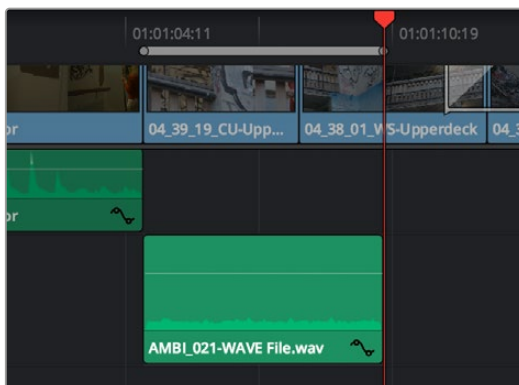 01:01:04:11
01:01:10:19
or
04_39_19_CU-Upp...
04_38_01_WS-Upperdeck
04_3
or
AMBI_021-WAVE File.wav